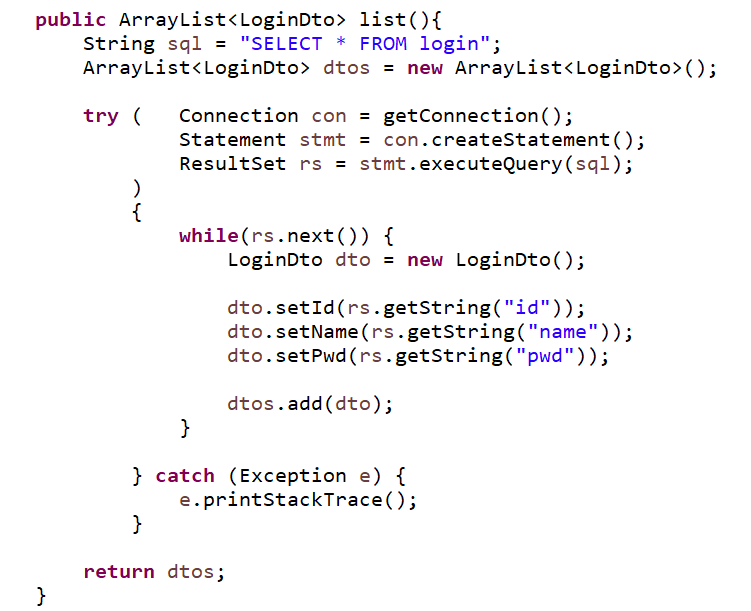 public ArrayList<LoginDto> list(){
String sql = "SELECT * FROM login";
ArrayList<LoginDto> dtos = new ArrayList<LoginDto>();
try (   Connection con = getConnection();
Statement stmt = con.createStatement();
ResultSet rs = stmt.executeQuery(sql);
)
{
while(rs.next()) {
LoginDto dto = new LoginDto();
dto.setId(rs.getString("id"));
dto.setName(rs.getString("name"));
dto.setPwd(rs.getString("pwd"));
dtos.add(dto);
}
} catch (Exception e) {
e.printStackTrace();
}
return dtos;
}